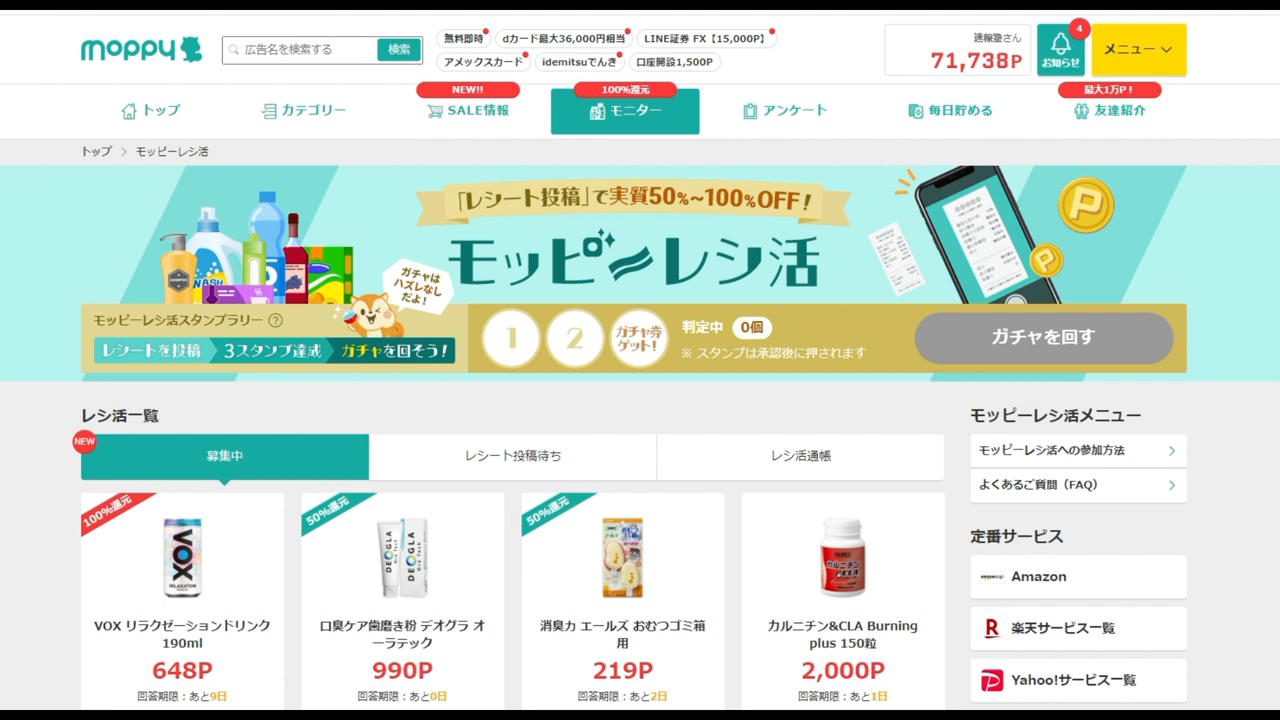 moppy
広告名を検索する
検索
無料即時
dカード最大36,000円相当
LINE証券 FX【15,000P】
アメックスカード
idemitsuでんき
口座開設1,500P
速稼塾さん
71,738P
4
お知らせ
メニュー
NEW!!
100%還元
最大1万P！
トップ
カテゴリー
SALE情報
モニター
アンケート
毎日貯める
友達紹介
トップ > モッピーレシ活
「レシート投稿」で実質50%~100%OFF!
モッピーレシ活
ガチャは
ハズレなし
だよ!
モッピーレシ活スタンプラリー ?
レシートを投稿
3スタンプ達成
ガチャを回そう!
1
2
ガチャ券
ゲット!
判定中 0個
※ スタンプは承認後に押されます
ガチャを回す
レシ活一覧
NEW
募集中
レシート投稿待ち
レシ活通帳
100%還元
VOX
RELAXATION
VOX リラクゼーションドリンク
190ml
648P
回答期限：あと9日
50%還元
DEOGLA
口臭ケア歯磨き粉 デオグラ オ
ーラテック
990P
回答期限：あと0日
50%還元
消臭力 エールズ おむつゴミ箱
用
219P
回答期限：あと2日
カルニチン
カルニチン&CLA Burning
plus 150粒
2,000P
回答期限：あと1日
モッピーレシ活メニュー
モッピーレシ活への参加方法
よくあるご質問（FAQ）
定番サービス
Amazon
楽天サービス一覧
Yahoo!サービス一覧